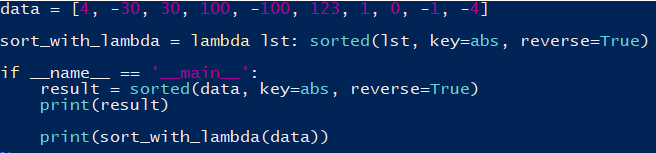 data = [4, -30, 30, 100, -100, 123, 1, 0, -1, -4]
sort_with_lambda = lambda lst: sorted(lst, key=abs, reverse=True)
if __name__ == '__main__':
    result = sorted(data, key=abs, reverse=True)
    print(result)
    print(sort_with_lambda(data))